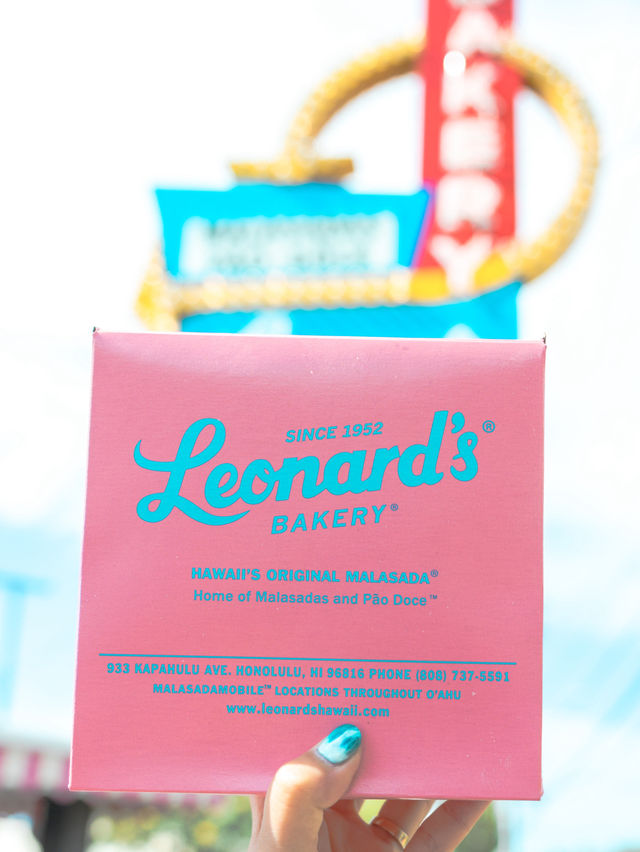 BAKERY
SINCE 1952
Leonard's®
BAKERY®
HAWAII'S ORIGINAL MALASADA®
Home of Malasadas and Pão Doce™
933 KAPAHULU AVE. HONOLULU, HI 96816 PHONE (808) 737-5591
MALASADAMOBILE™ LOCATIONS THROUGHOUT O'AHU
www.leonardshawaii.com